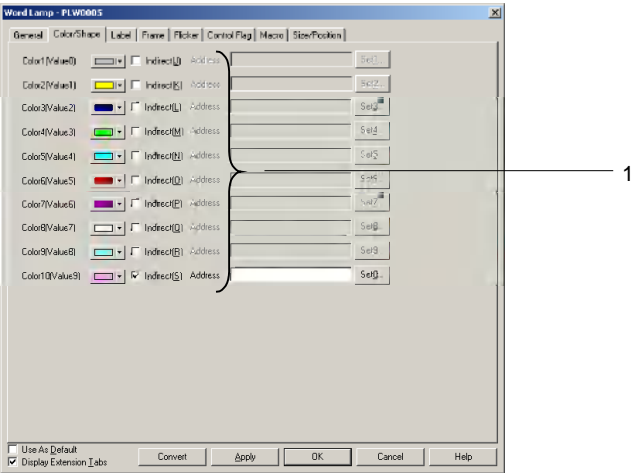 Word Lamp - PLW0005
General Color/Shape Label Frame Flicker Control Flag Macro Size/Position
Color1(Value0) Indirect(J) Address Set1...
Color2(Value1) Indirect(K) Address Set2...
Color3(Value2) Indirect(L) Address Set3
Color4(Value3) Indirect(M) Address Set4...
Color5(Value4) Indirect(N) Address Set5...
Color6(Value5) Indirect(O) Address Set6...
Color7(Value6) Indirect(P) Address Set7
Color8(Value7) Indirect(Q) Address Set8...
Color9(Value8) Indirect(R) Address Set9
Color10(Value9) Indirect(S) Address Set0...
1
Use As Default
Display Extension Tabs
Convert Apply OK Cancel Help